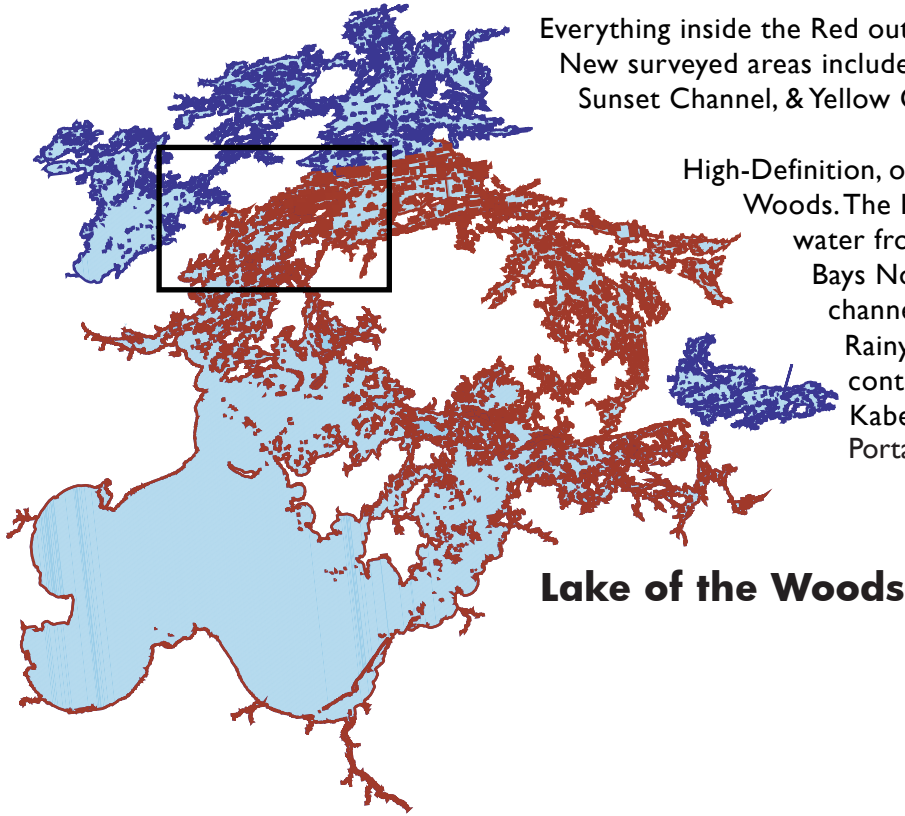 Everything inside the Red out
New surveyed areas include
Sunset Channel, & Yellow
High-Definition, o
Woods. The
water fro
Bays No
channe
Rainy
cont
Kabe
Porta
Lake of the Woods